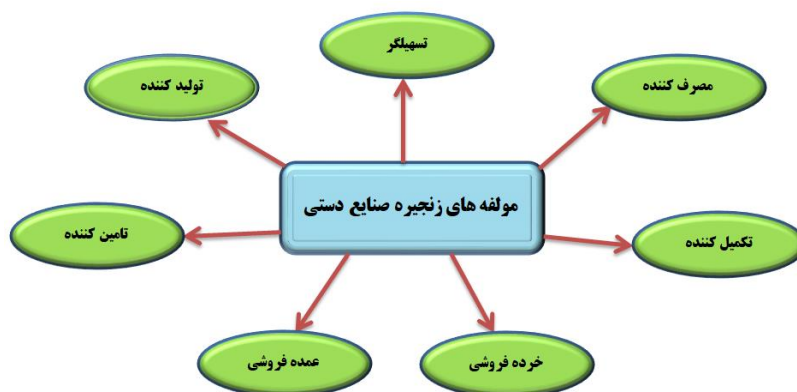 تسهیلگر
مصرف کننده
تولید کننده
مولفه های زنجیره صنایع دستی
تکمیل کننده
تامین کننده
خرده فروشی
عمده فروشی